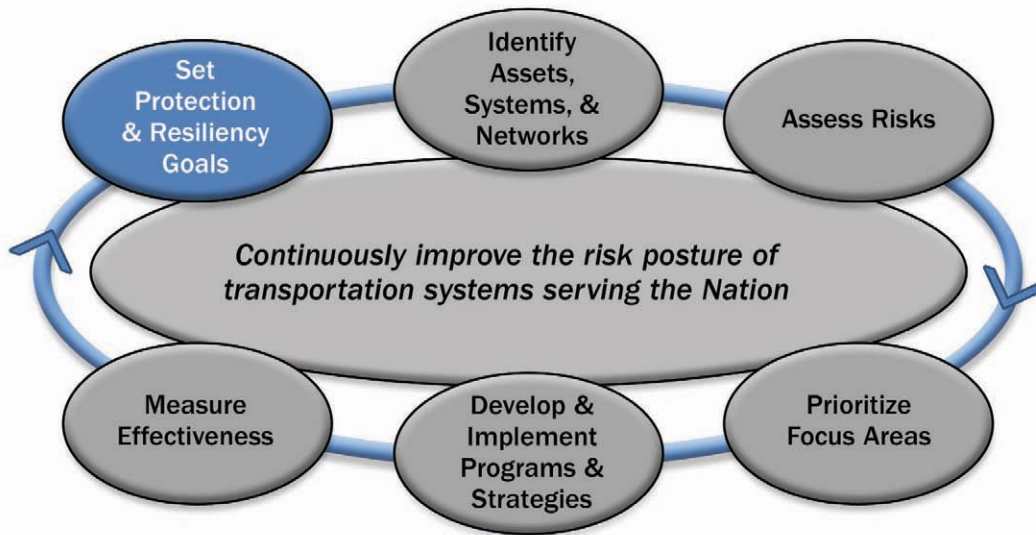 Set
Protection
& Resiliency
Goals
Identify
Assets,
Systems, &
Networks
Assess Risks
Continuously improve the risk posture of
transportation systems serving the Nation
Measure
Effectiveness
Develop &
Implement
Programs &
Strategies
Prioritize
Focus Areas